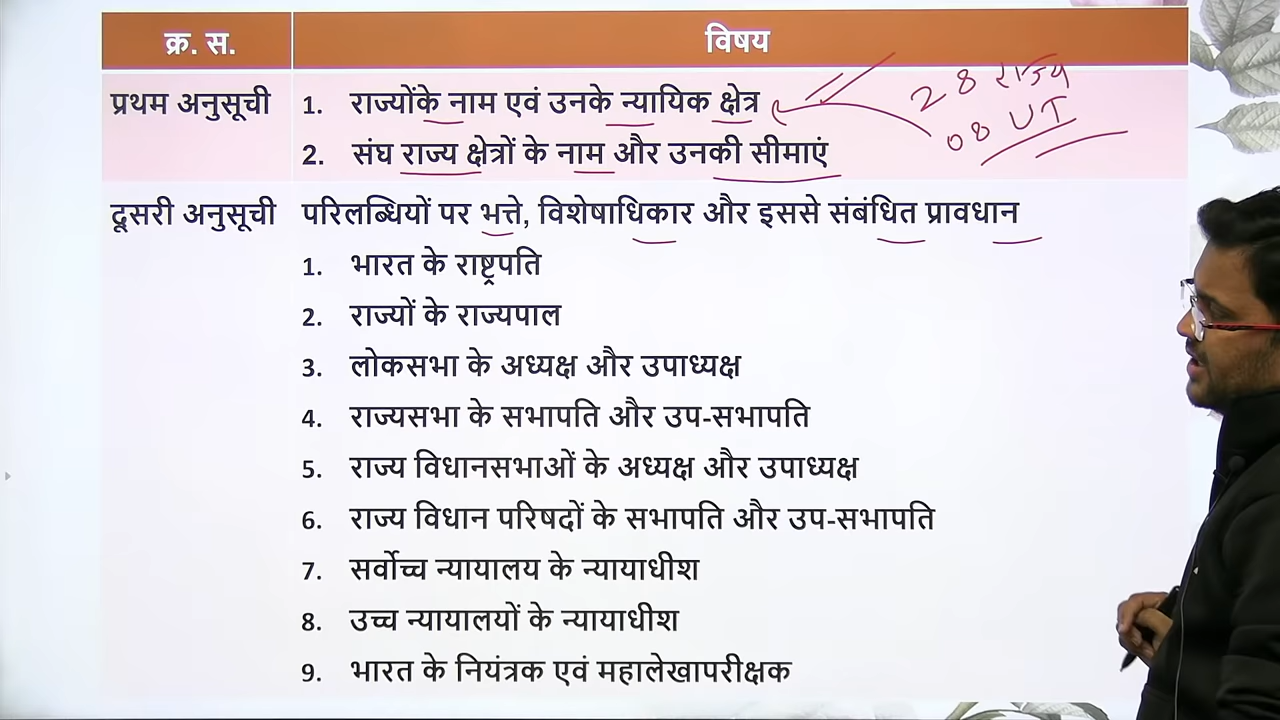 क्र. स. विषय
प्रथम अनुसूची 1. राज्योंके नाम एवं उनके न्यायिक क्षेत्र
28 राज्य
08 UT
2. संघ राज्य क्षेत्रों के नाम और उनकी सीमाएं
दूसरी अनुसूची परिलब्धियों पर भत्ते, विशेषाधिकार और इससे संबंधित प्रावधान
1. भारत के राष्ट्रपति
2. राज्यों के राज्यपाल
3. लोकसभा के अध्यक्ष और उपाध्यक्ष
4. राज्यसभा के सभापति और उप-सभापति
5. राज्य विधानसभाओं के अध्यक्ष और उपाध्यक्ष
6. राज्य विधान परिषदों के सभापति और उप-सभापति
7. सर्वोच्च न्यायालय के न्यायाधीश
8. उच्च न्यायालयों के न्यायाधीश
9. भारत के नियंत्रक एवं महालेखापरीक्षक